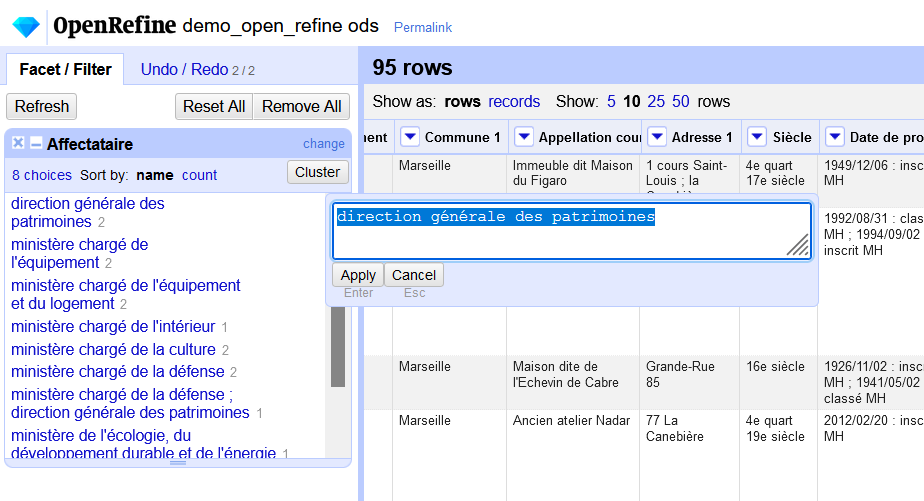 OpenRefine demo_open_refine ods Permalink
Facet / Filter Undo / Redo 2 / 2
Refresh Reset All Remove All
Affectataire change
8 choices Sort by: name count Cluster
direction générale des
patrimoines 2
ministère chargé de
l'équipement 2
ministère chargé de l'équipement
et du logement 2
ministère chargé de l'intérieur 1
ministère chargé de la culture 2
ministère chargé de la défense 2
ministère chargé de la défense ;
direction générale des patrimoines 1
ministère de l'écologie, du
développement durable et de l'énergie 1
95 rows
Show as: rows records Show: 5 10 25 50 rows
ment Commune 1 Appellation cour Adresse 1 Siècle Date de pro
Marseille Immeuble dit Maison 1 cours Saint- 4e quart 1949/12/06 : insc
du Figaro Louis ; la 17e siècle MH
direction générale des patrimoines
Apply Cancel
Enter Esc
1992/08/31 : clas
MH ; 1994/09/02
inscrit MH
Marseille Maison dite de Grande-Rue 16e siècle 1926/11/02 : insc
l'Echevin de Cabre 85 MH ; 1941/05/02
classé MH
Marseille Ancien atelier Nadar 77 La 4e quart 2012/02/20 : insc
Canebière 19e siècle MH